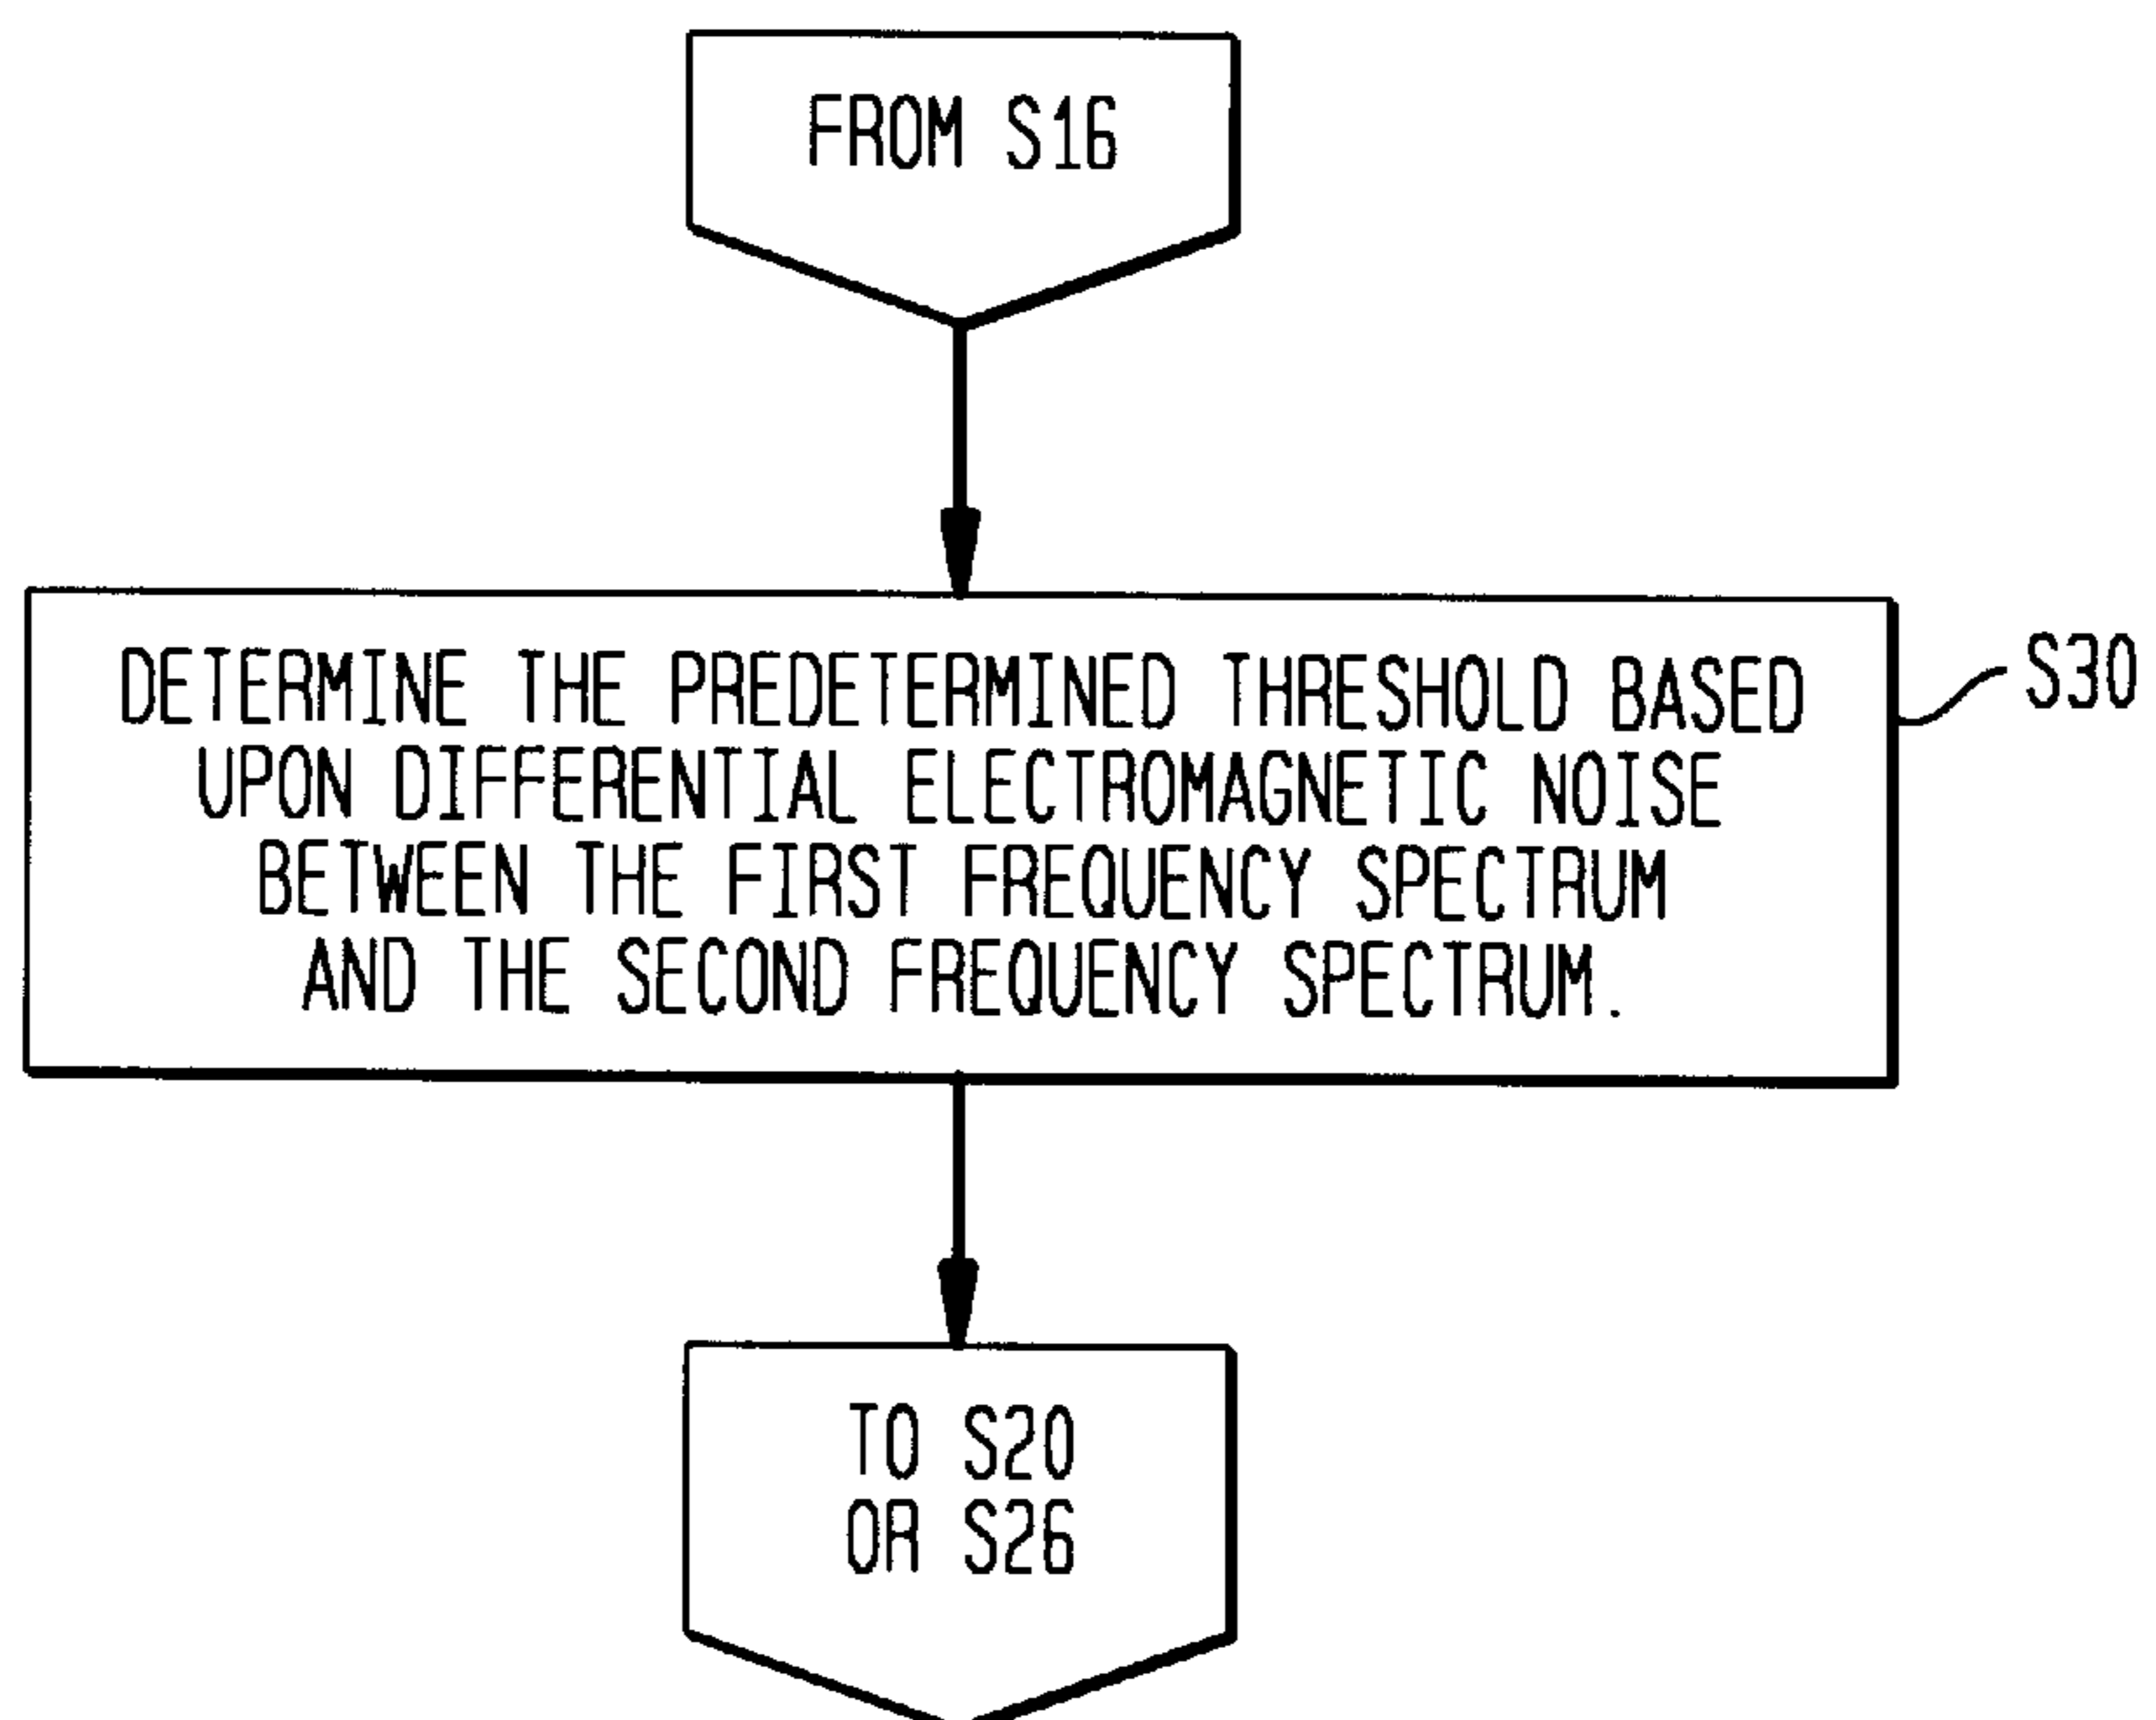 FROM S16
DETERMINE THE PREDETERMINED THRESHOLD BASED
UPON DIFFERENTIAL ELECTROMAGNETIC NOISE
BETWEEN THE FIRST FREQUENCY SPECTRUM
AND THE SECOND FREQUENCY SPECTRUM.
S30
TO S20
OR S26